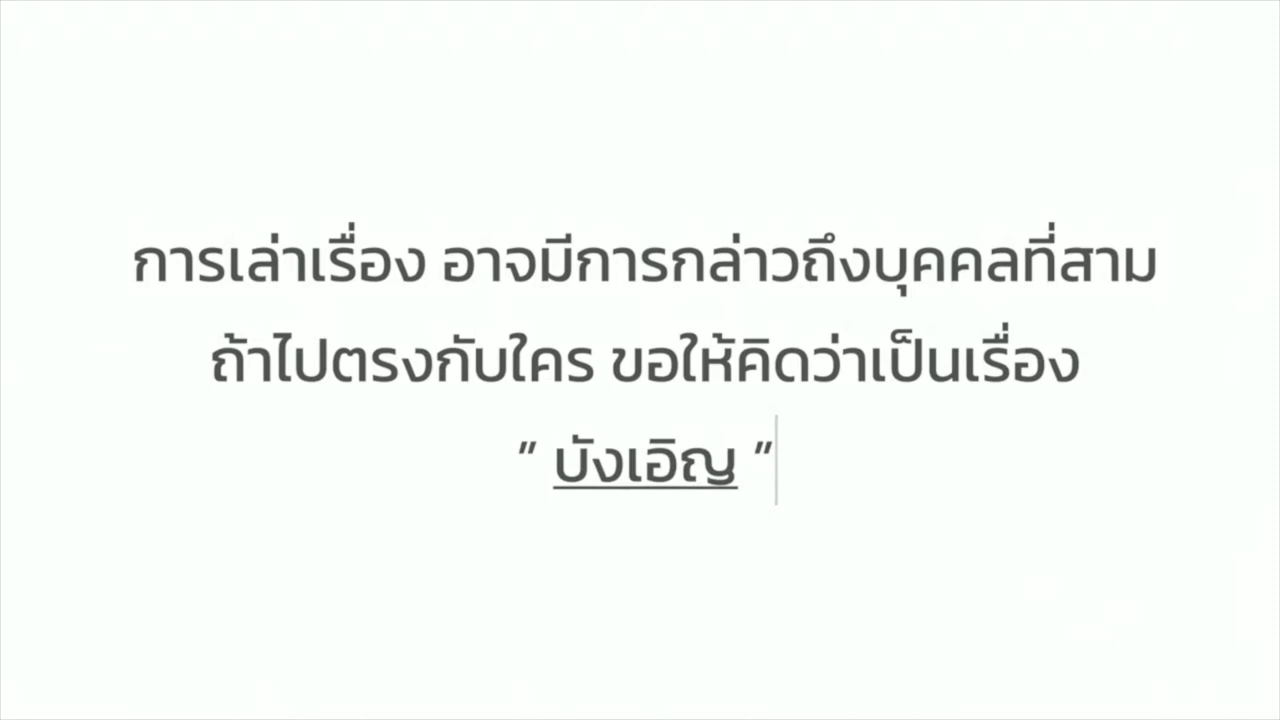 การเล่าเรื่อง อาจมีการกล่าวถึงบุคคลที่สาม
ถ้าไปตรงกับใคร ขอให้คิดว่าเป็นเรื่อง
” บังเอิญ ”